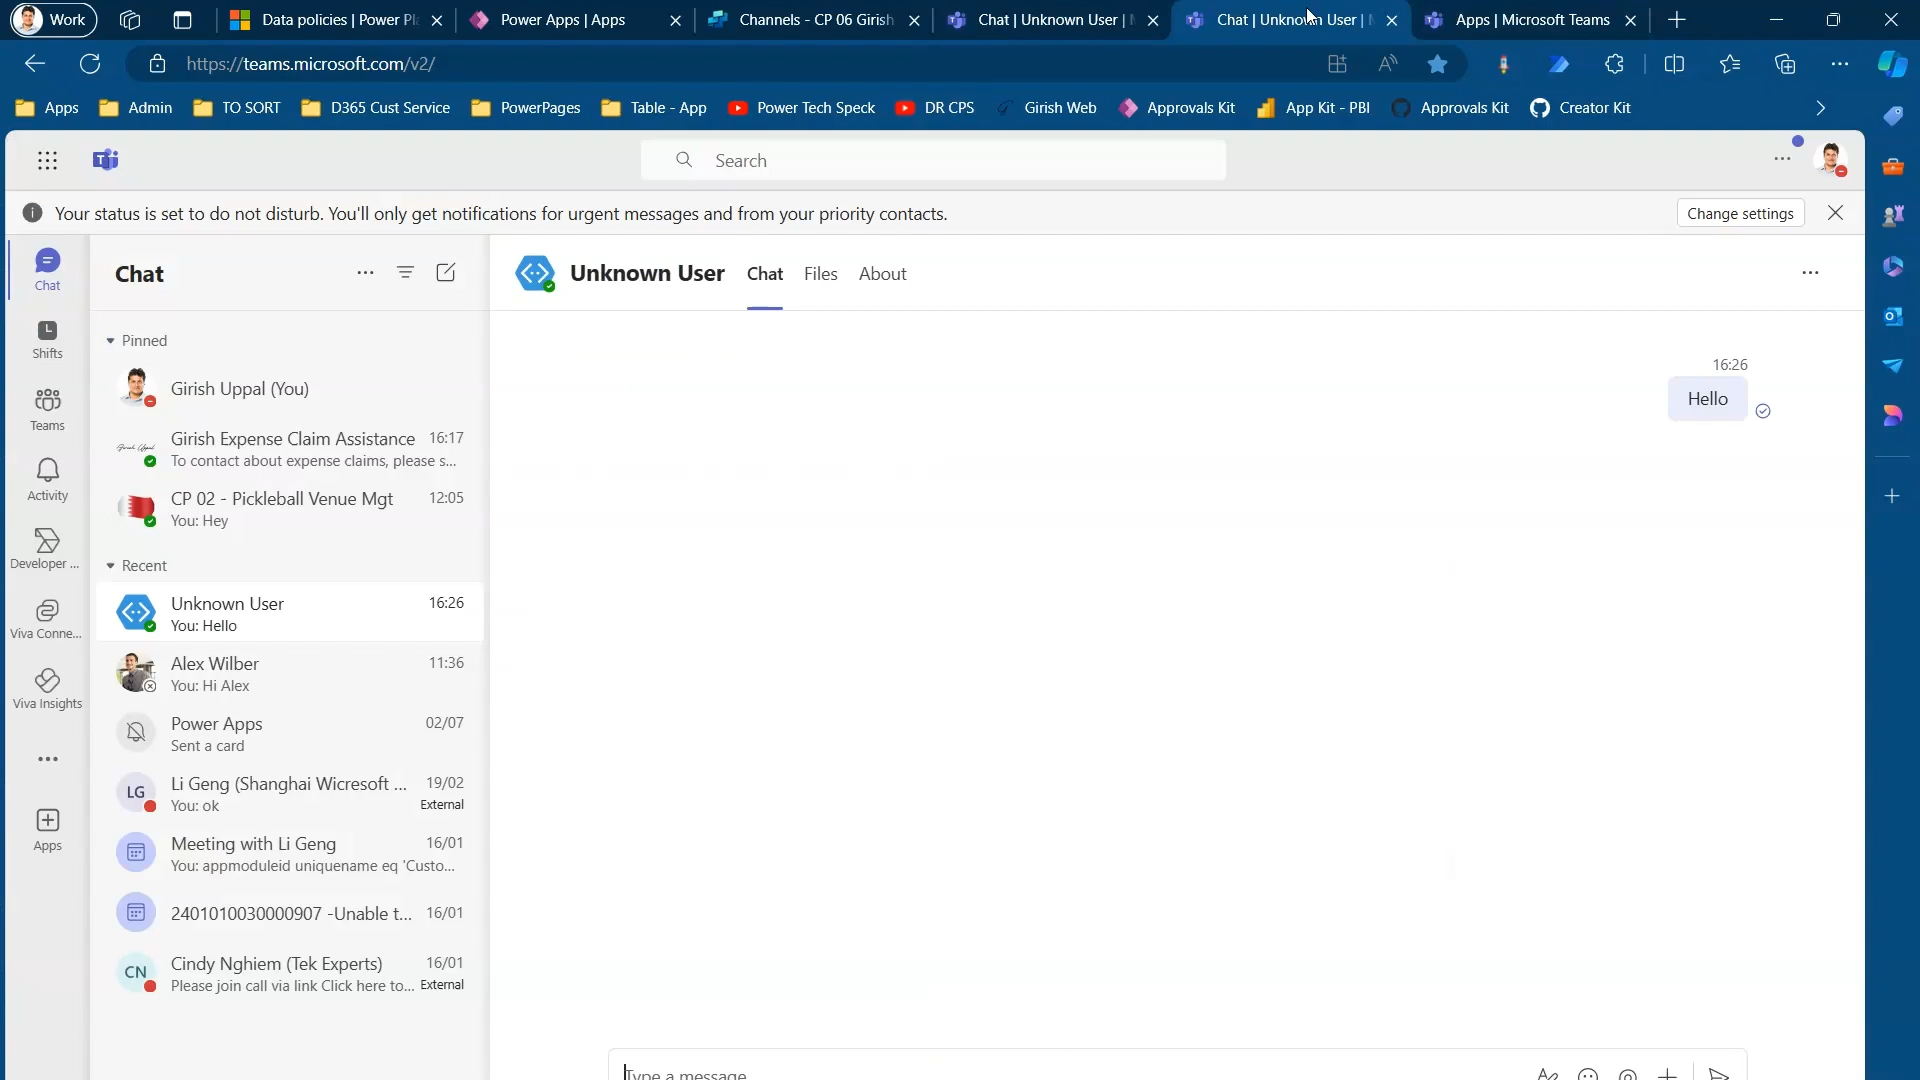 Work
Data policies | Power Pl
Power Apps | Apps
Channels - CP 06 Girish
Chat | Unknown User |
Chat | Unknown User |
Apps | Microsoft Teams
https://teams.microsoft.com/v2/
Apps
Admin
TO SORT
D365 Cust Service
PowerPages
Table - App
Power Tech Speck
DR CPS
Girish Web
Approvals Kit
App Kit - PBI
Approvals Kit
Creator Kit
Search
Your status is set to do not disturb. You'll only get notifications for urgent messages and from your priority contacts.
Change settings
Chat
Shifts
Teams
Activity
Developer ...
Viva Conne...
Viva Insights
Apps
Chat
Pinned
Girish Uppal (You)
Girish Expense Claim Assistance 16:17
To contact about expense claims, please s...
CP 02 - Pickleball Venue Mgt 12:05
You: Hey
Recent
Unknown User 16:26
You: Hello
Alex Wilber 11:36
You: Hi Alex
Power Apps 02/07
Sent a card
LG
Li Geng (Shanghai Wicresoft ... 19/02
You: ok External
Meeting with Li Geng 16/01
You: appmoduleid uniquename eq 'Custo...
2401010030000907 -Unable t... 16/01
CN
Cindy Nghiem (Tek Experts) 16/01
Please join call via link Click here to... External
Unknown User Chat Files About
16:26
Hello
Type a message